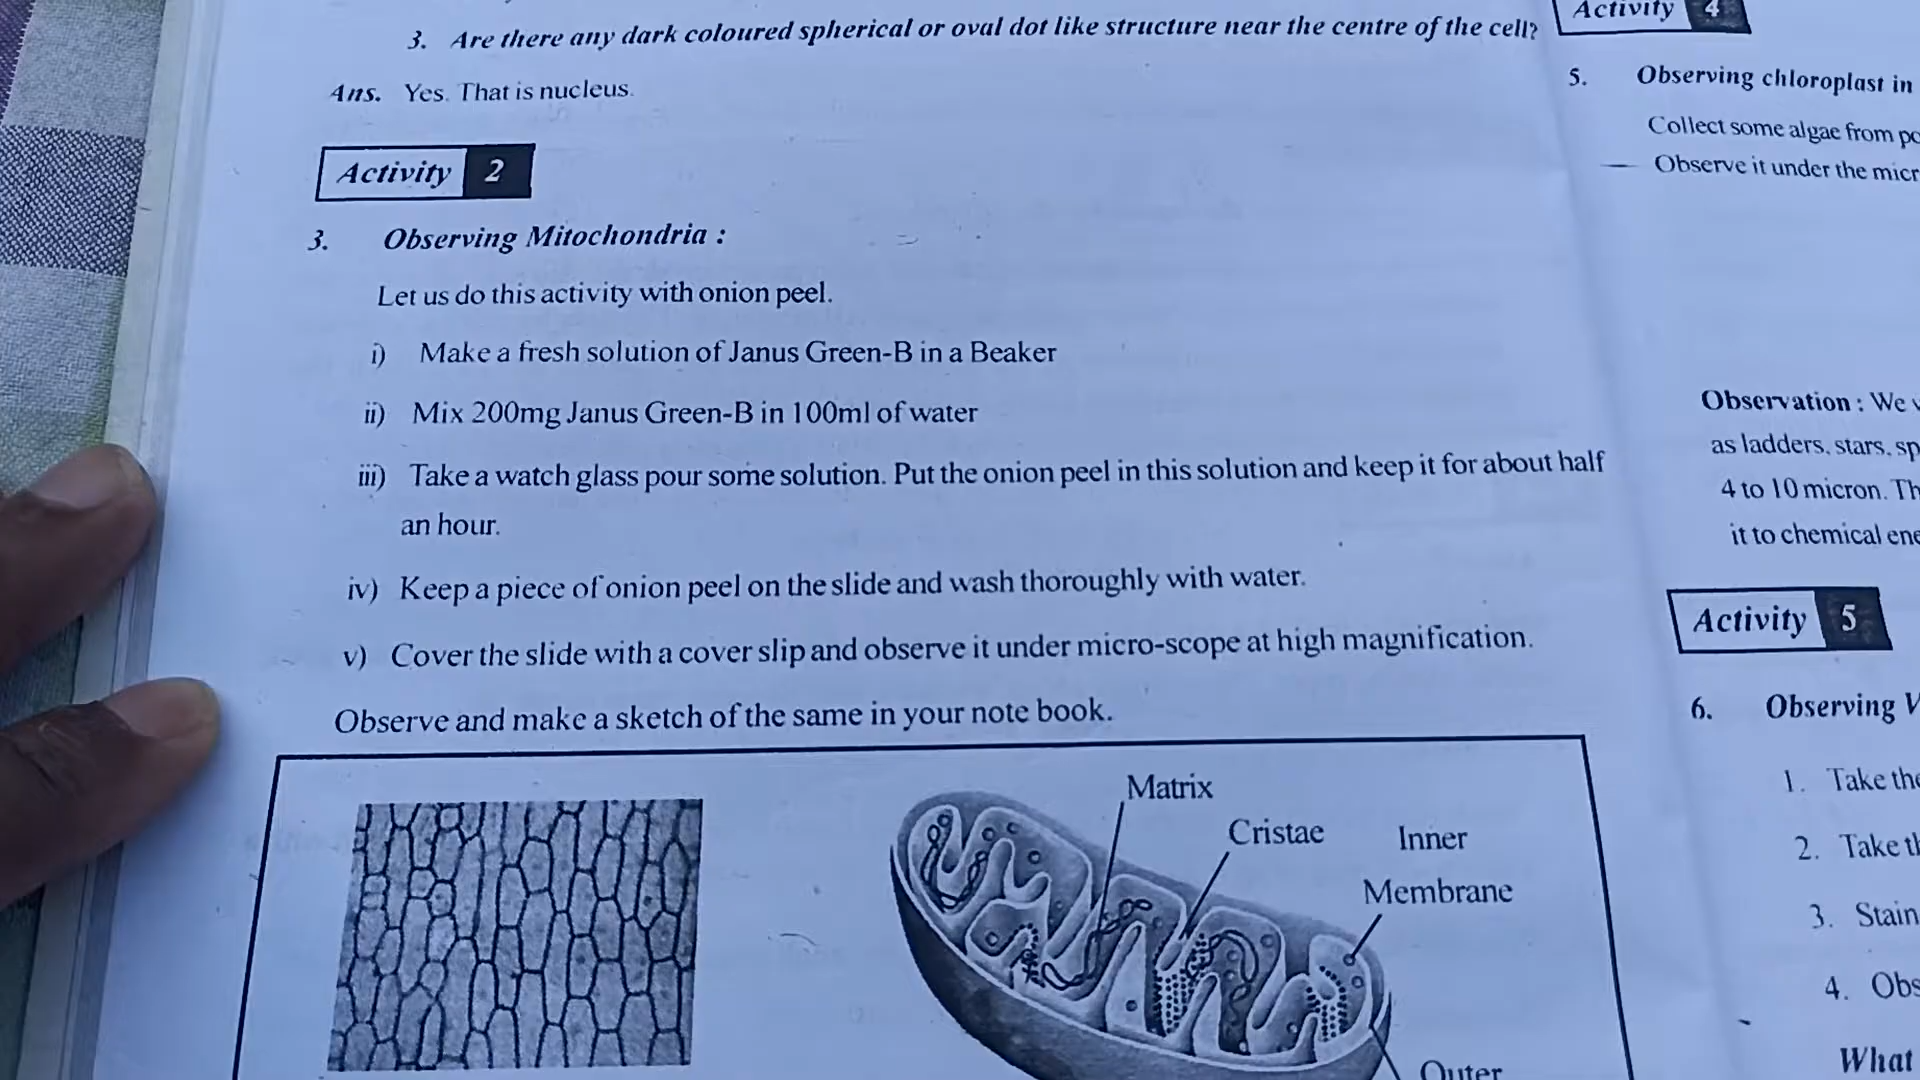 3. Are there any dark coloured spherical or oval dot like structure near the centre of the cell?
Ans. Yes. That is nucleus.
Activity 2
3. Observing Mitochondria :
Let us do this activity with onion peel.
i) Make a fresh solution of Janus Green-B in a Beaker
ii) Mix 200mg Janus Green-B in 100ml of water
iii) Take a watch glass pour some solution. Put the onion peel in this solution and keep it for about half
an hour.
iv) Keep a piece of onion peel on the slide and wash thoroughly with water.
v) Cover the slide with a cover slip and observe it under micro-scope at high magnification.
Observe and make a sketch of the same in your note book.
Matrix
Cristae
Inner
Membrane
Outer
Activity 4
5. Observing chloroplast in
Collect some algae from
Observe it under the
Observation : We
as ladders, stars,
4 to 10 micron.
it to chemical
Activity 5
6. Observing
1. Take
2. Take
3. Stain
4.
What